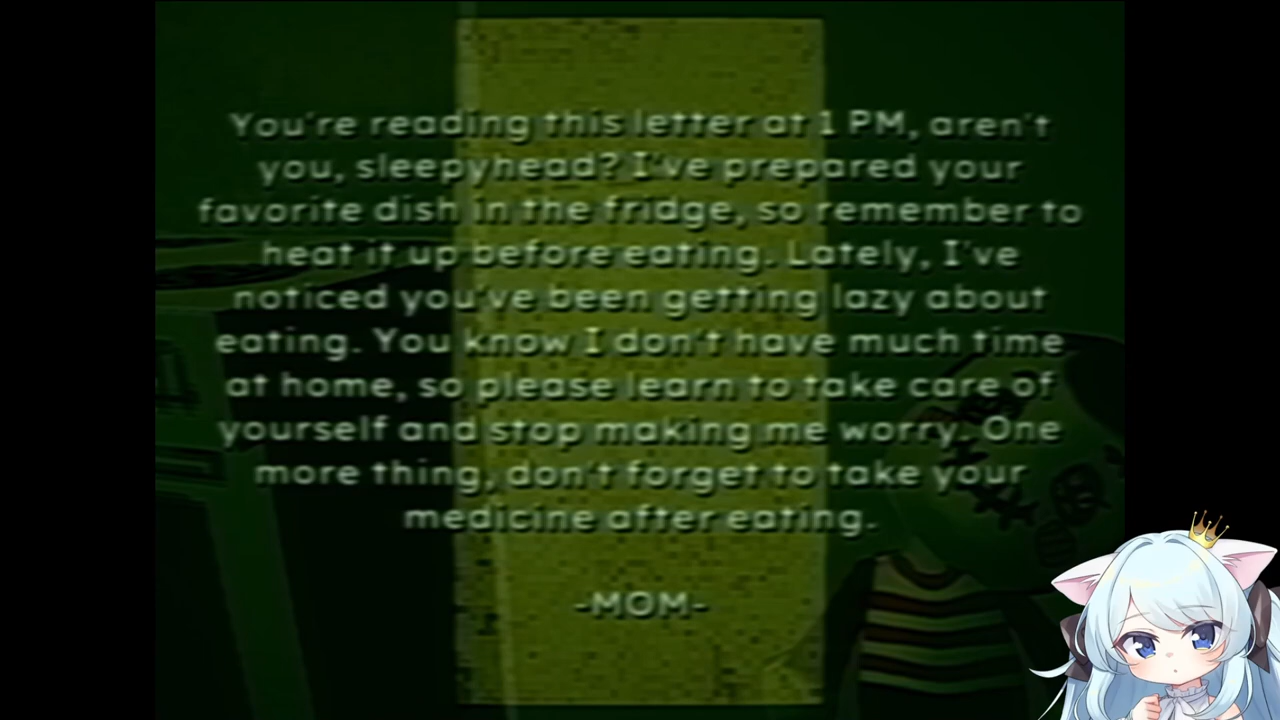 You're reading this letter at 1 PM, aren't
you, sleepyhead? I've prepared your
favorite dish in the fridge, so remember to
heat it up before eating. Lately, I've
noticed you've been getting lazy about
eating. You know I don't have much time
at home, so please learn to take care of
yourself and stop making me worry. One
more thing, don't forget to take your
medicine after eating.
-MOM-